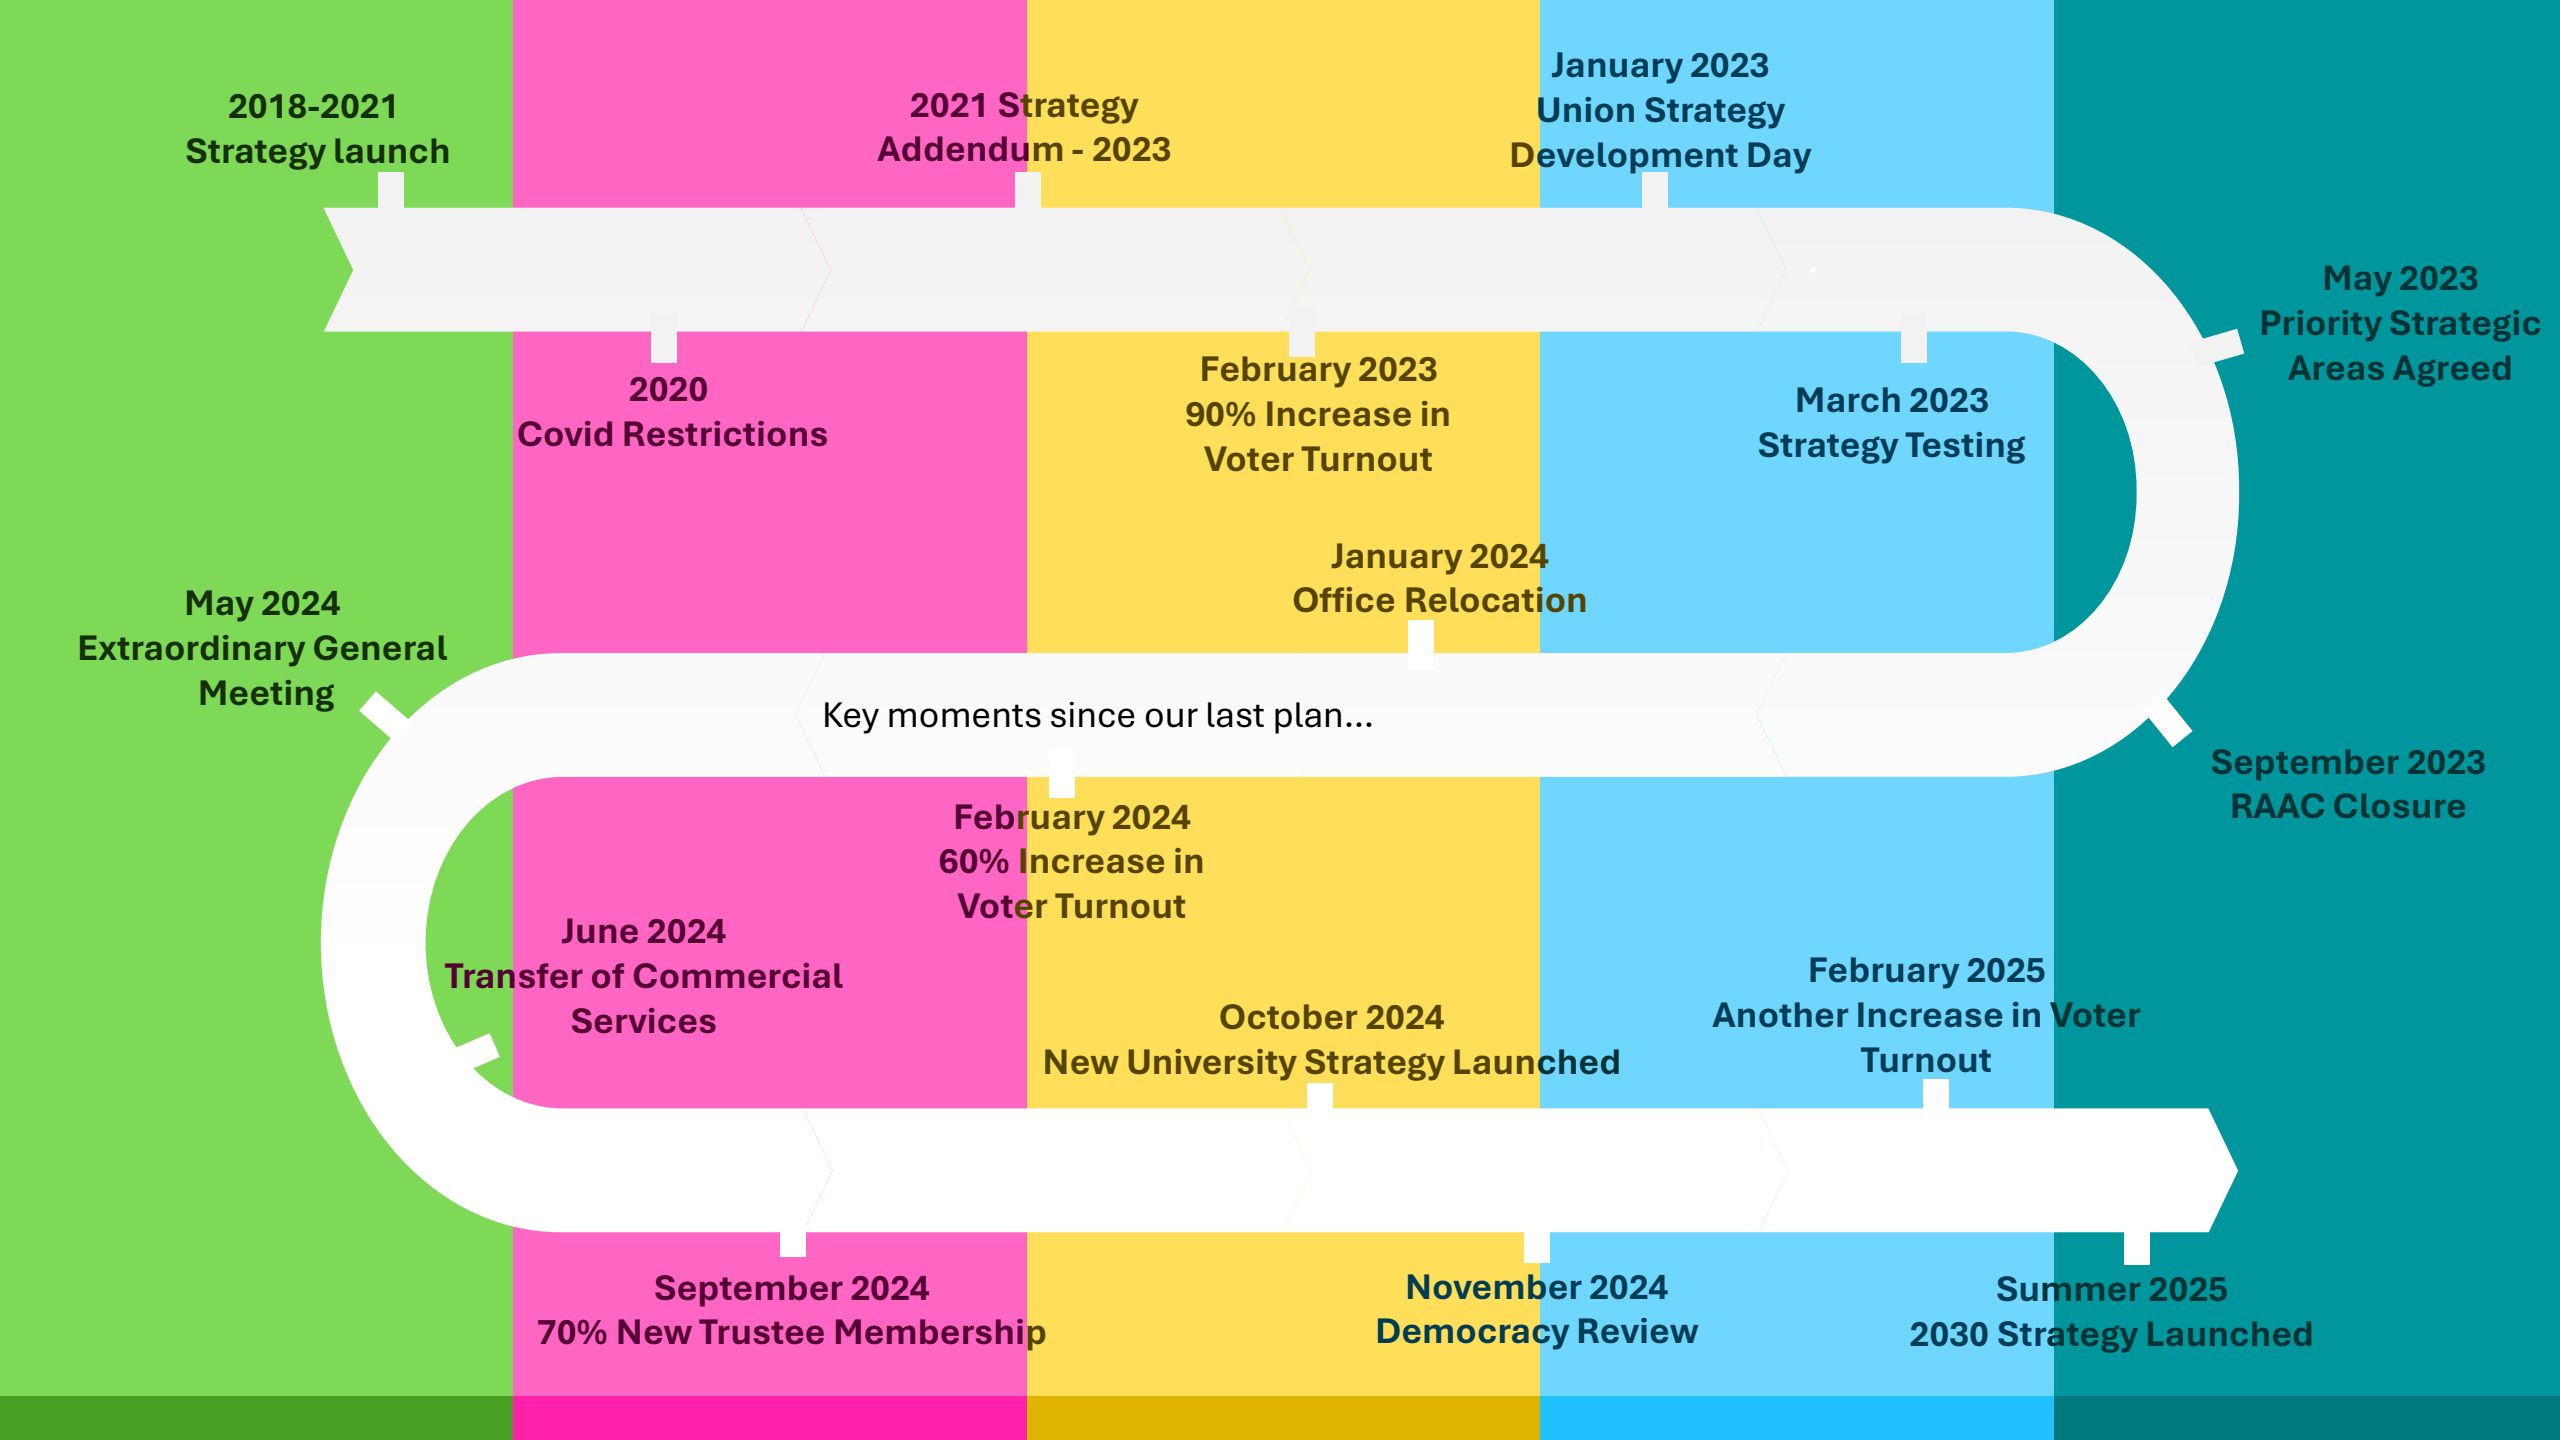 2018-2021
Strategy launch
2020
Covid Restrictions
2021 Strategy
Addendum - 2023
January 2023
Union Strategy
Development Day
February 2023
90% Increase in
Voter Turnout
March 2023
Strategy Testing
May 2023
Priority Strategic
Areas Agreed
September 2023
RAAC Closure
January 2024
Office Relocation
Key moments since our last plan...
February 2024
60% Increase in
Voter Turnout
May 2024
Extraordinary General
Meeting
June 2024
Transfer of Commercial
Services
September 2024
70% New Trustee Membership
October 2024
New University Strategy Launched
November 2024
Democracy Review
February 2025
Another Increase in Voter
Turnout
Summer 2025
2030 Strategy Launched